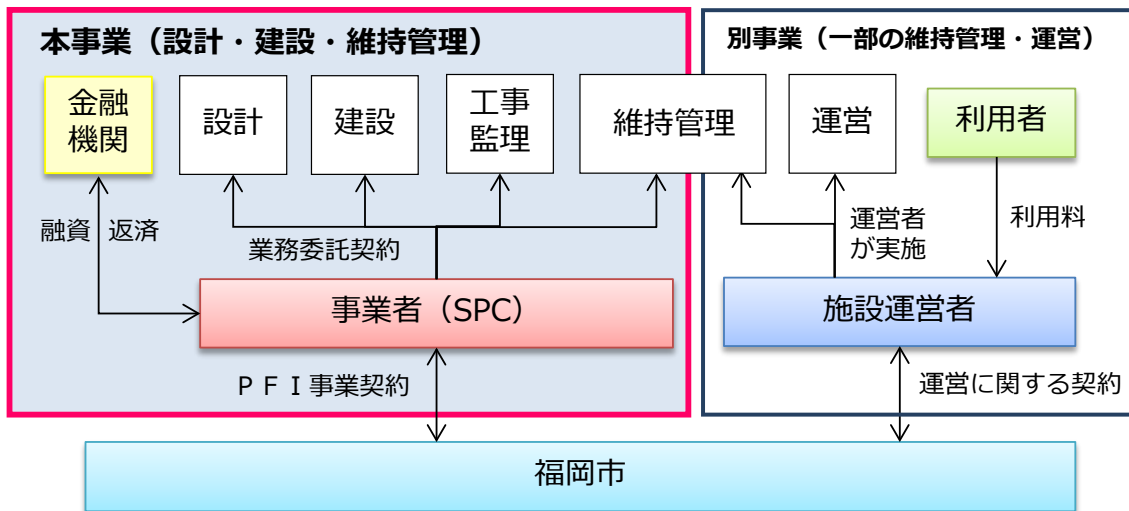 本事業（設計・建設・維持管理）
別事業（一部の維持管理・運営）
金融
機関
設計
建設
工事
監理
維持管理
運営
利用者
融資
返済
業務委託契約
運営者
が実施
利用料
事業者（SPC）
施設運営者
ＰＦＩ事業契約
運営に関する契約
福岡市